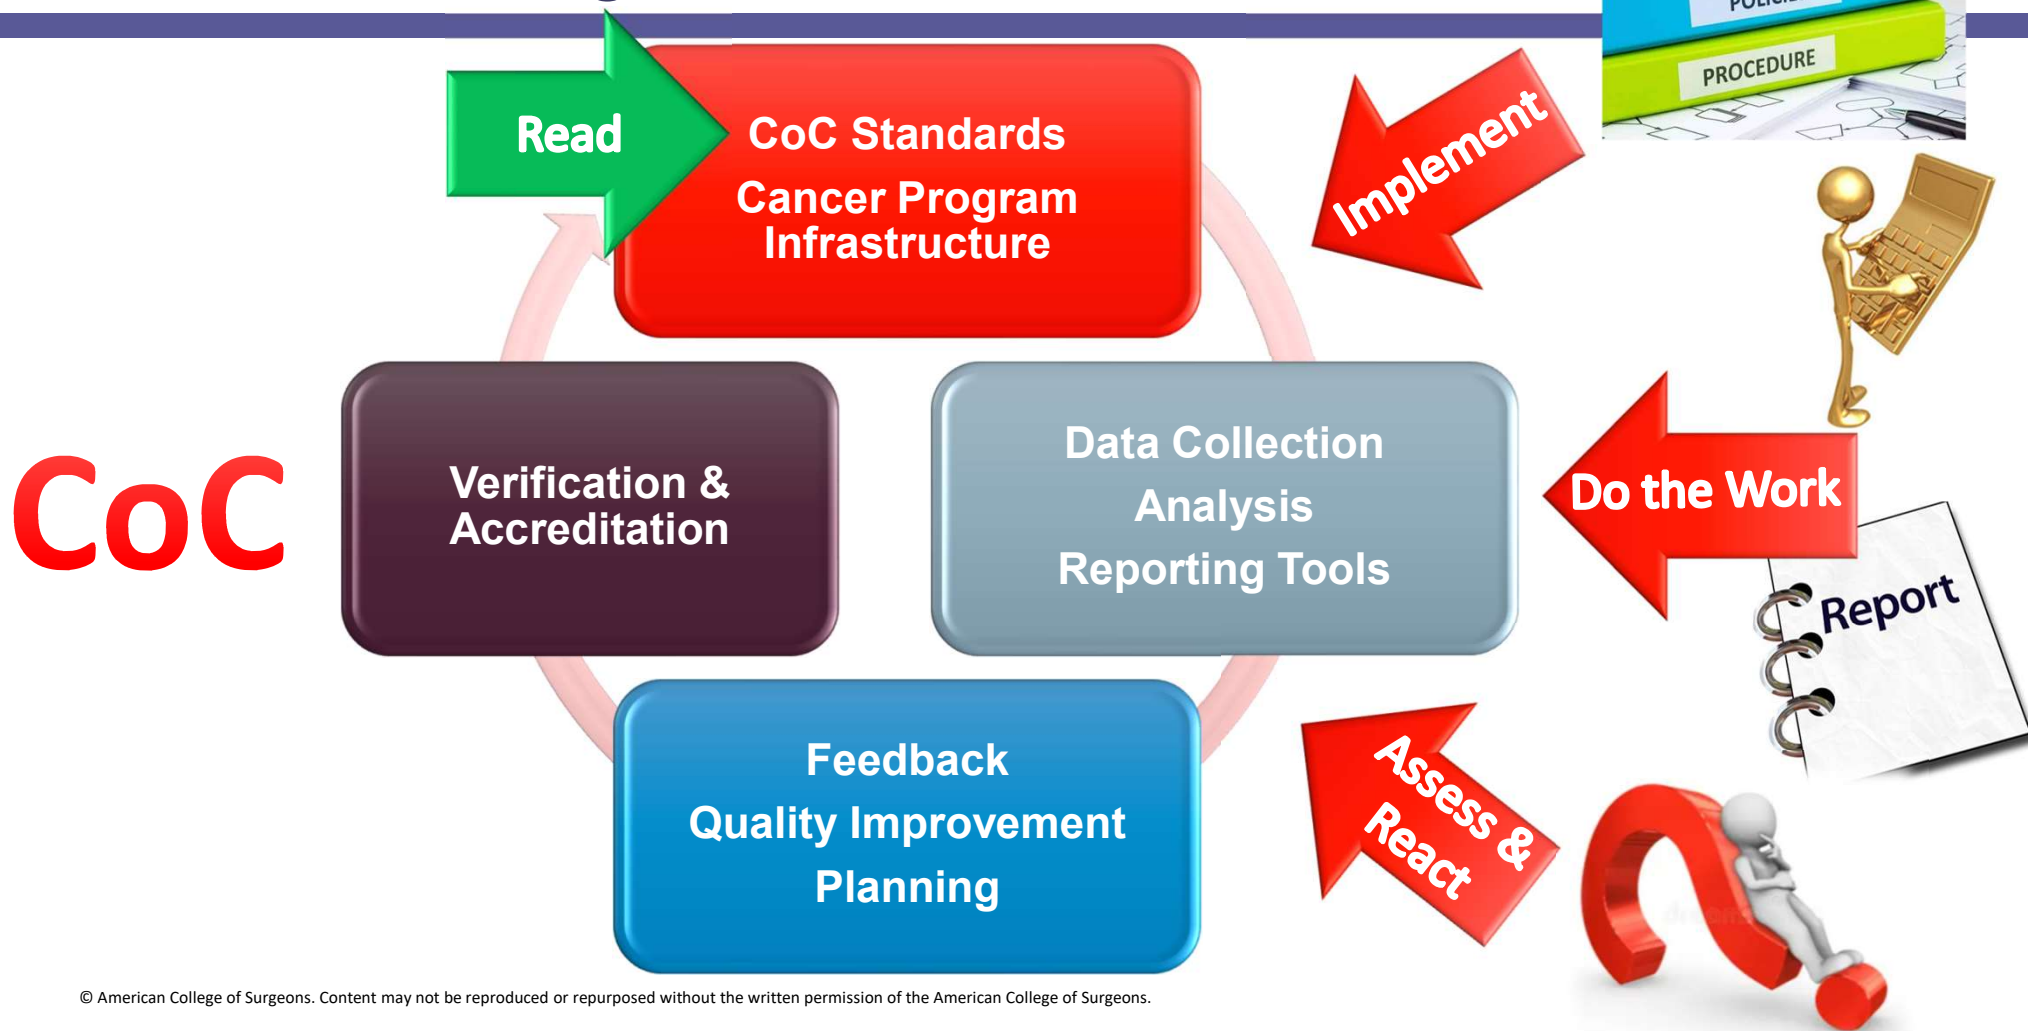 PROCEDURE
Read
CoC Standards
Cancer Program
Infrastructure
Implement
CoC
Verification &
Accreditation
Data Collection
Analysis
Reporting Tools
Do the Work
Report
Feedback
Quality Improvement
Planning
Assess &
React
© American College of Surgeons. Content may not be reproduced or repurposed without the written permission of the American College of Surgeons.